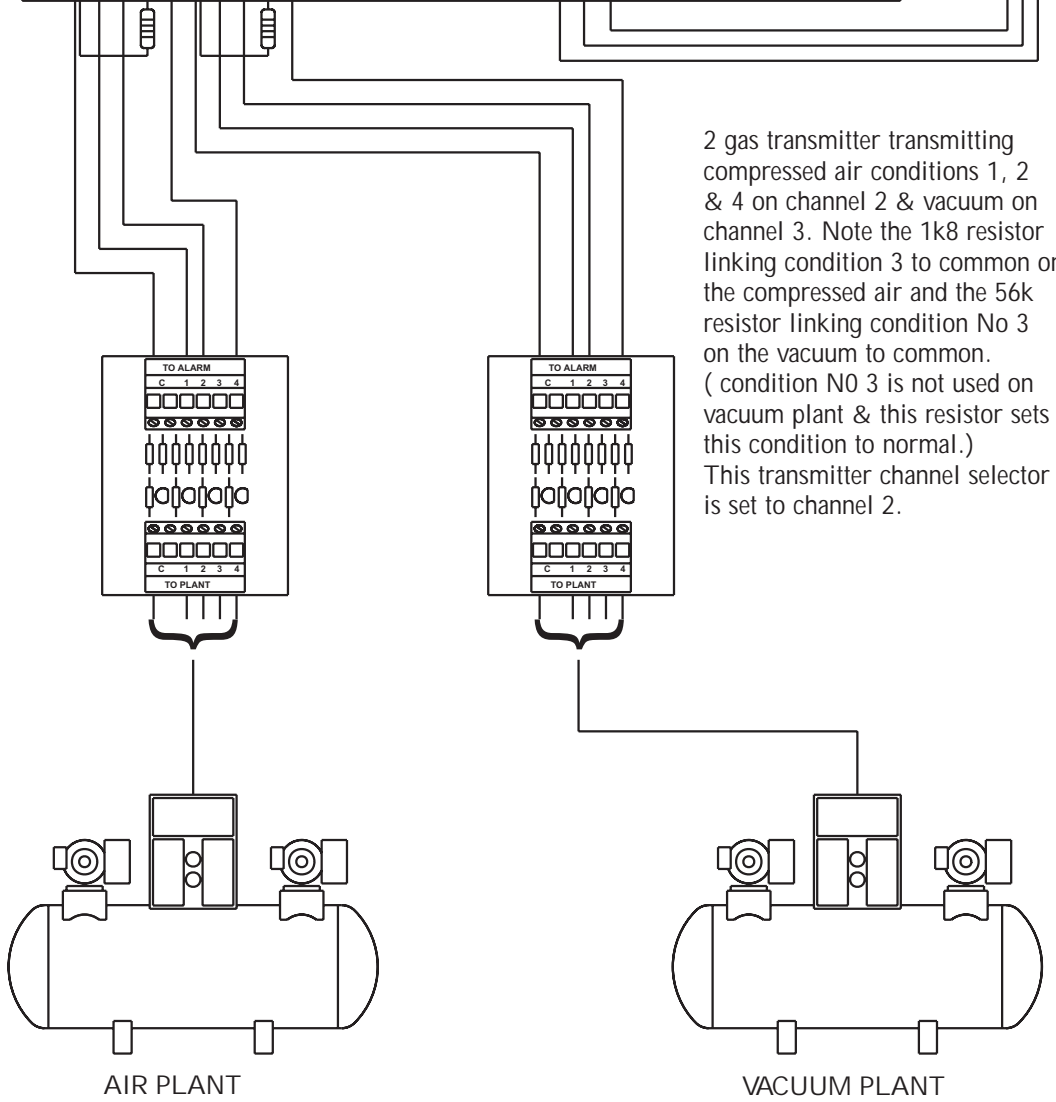 2 gas transmitter transmitting
compressed air conditions 1, 2
& 4 on channel 2 & vacuum on
channel 3. Note the 1k8 resistor
linking condition 3 to common or
the compressed air and the 56k
resistor linking condition No 3
on the vacuum to common.
( condition N0 3 is not used on
vacuum plant & this resistor sets
this condition to normal.)
This transmitter channel selector
is set to channel 2.
TO ALARM
C 1 2 3 4
C 1 2 3 4
TO PLANT
TO ALARM
C 1 2 3 4
C 1 2 3 4
TO PLANT
AIR PLANT
VACUUM PLANT